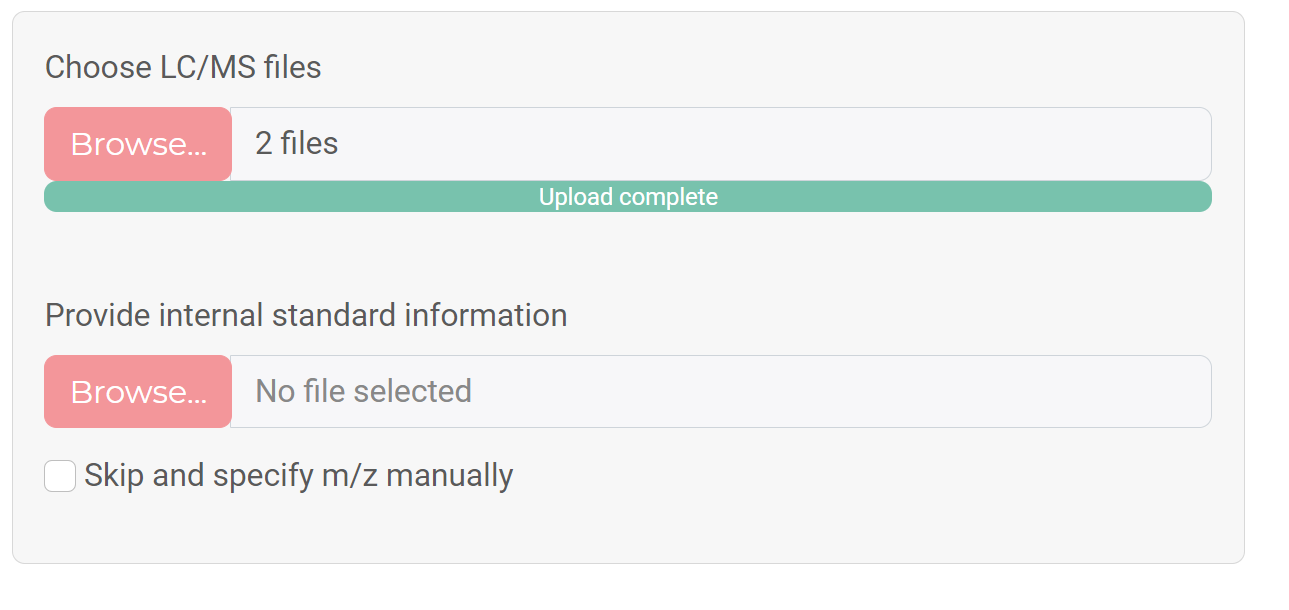 Choose LC/MS files
Browse... 2 files
Upload complete
Provide internal standard information
Browse... No file selected
Skip and specify m/z manually